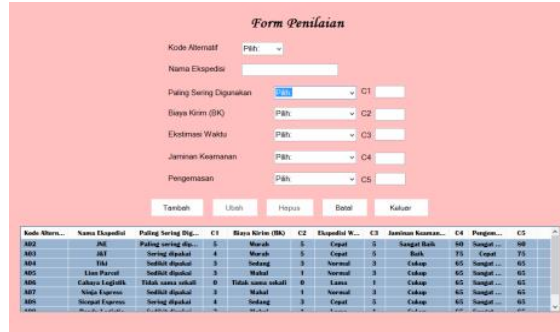 Form Penilaian
Kode Alternatif Pilih:
Nama Ekspedisi
Paling Sering Digunakan Pilih: C1
Biaya Kirim (BK) Pilih: C2
Ekstimasi Waktu Pilih: C3
Jaminan Keamanan Pilih: C4
Pengemasan Pilih: C5
Tambah Ubah Hapus Batal Keluar
Kode Altern... Nama Ekspedisi Paling Sering Dig... C1 Biaya Kirim (BK) C2 Ekspedisi W... C3 Jaminan Keaman... C4 Pengem... C5
A02 JNE Paling sering dip... 5 Murah 5 Cepat 5 Sangat Baik 80 Sangat ... 80
A03 J&T Sering dipakai 4 Murah 5 Cepat 5 Baik 75 Cepat 75
A04 Tiki Sedikit dipakai 3 Sedang 3 Normal 3 Cukup 65 Sangat ... 65
A05 Lion Parcel Sedikit dipakai 3 Mahal 1 Normal 3 Cukup 65 Sangat ... 65
A06 Cahaya Logistik Tidak sama sekali 0 Tidak sama sekali 0 Lama 1 Cukup 65 Sangat ... 65
A07 Ninja Express Sedikit dipakai 3 Mahal 1 Normal 3 Cukup 65 Sangat ... 65
A08 Sicepat Express Sering dipakai 4 Sedang 3 Cepat 5 Cukup 65 Sangat ... 65